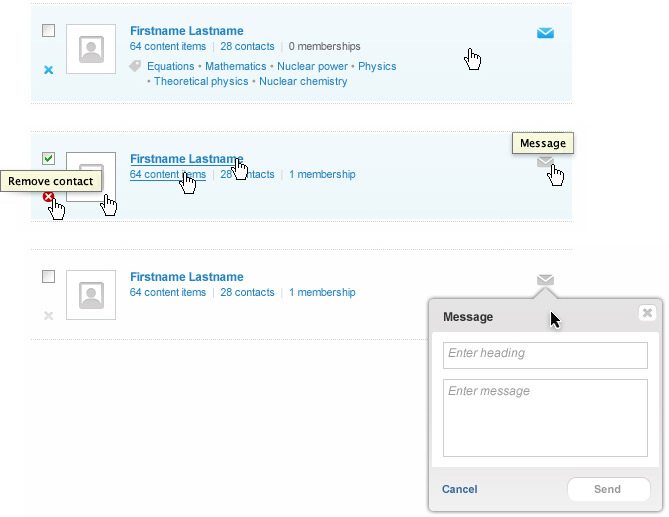 Firstname Lastname
64 content items | 28 contacts | 0 memberships
Equations • Mathematics • Nuclear power • Physics
• Theoretical physics • Nuclear chemistry
Message
Firstname Lastname
Remove contact
64 content items | 28 contacts | 1 membership
Firstname Lastname
64 content items | 28 contacts | 1 membership
Message
Enter heading
Enter message
Cancel
Send